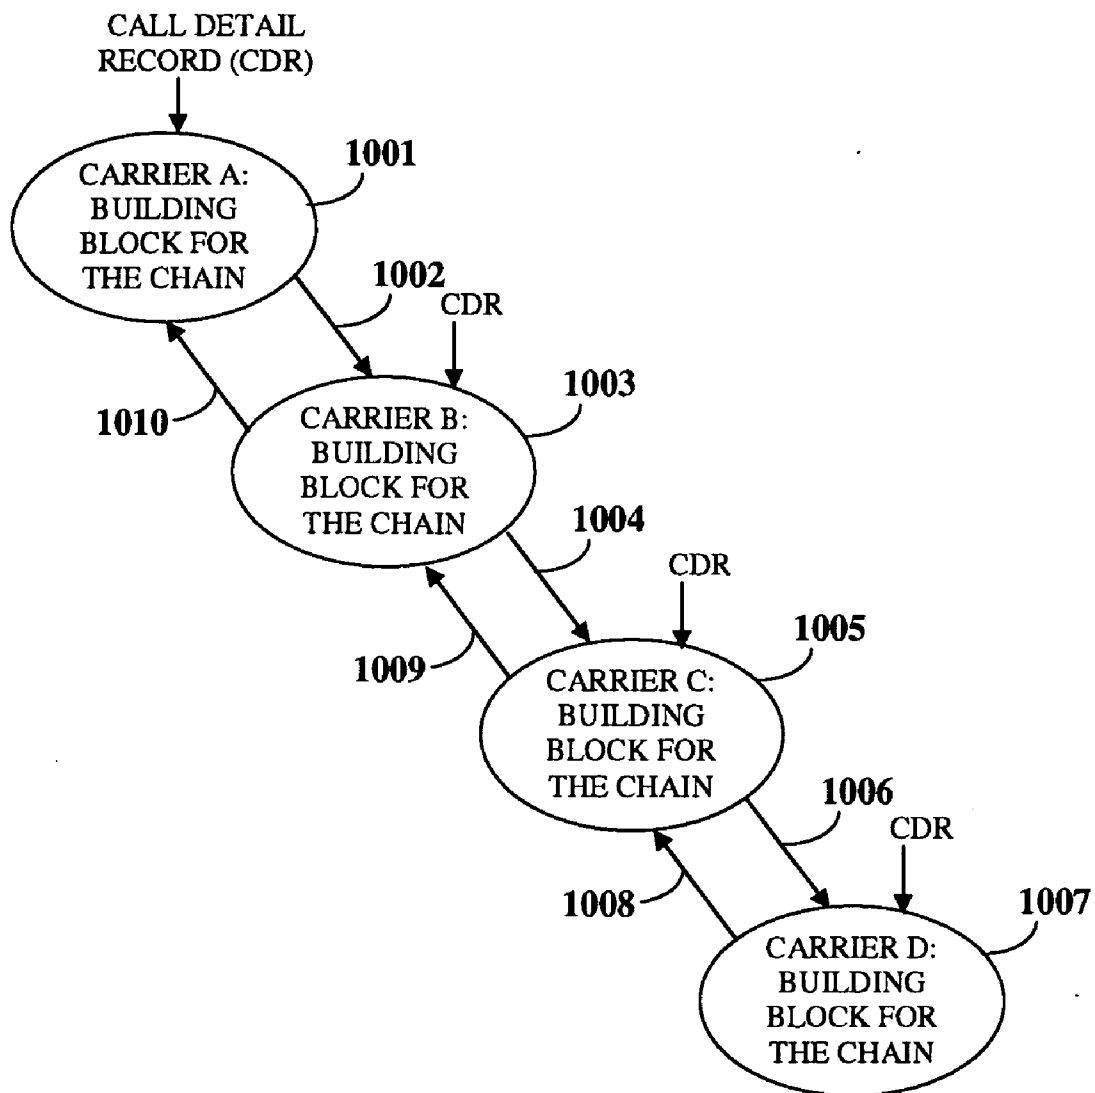 CALL DETAIL
RECORD (CDR)
1001
CARRIER A:
BUILDING
BLOCK FOR
THE CHAIN
1002
CDR
1010
1003
CARRIER B:
BUILDING
BLOCK FOR
THE CHAIN
1004
CDR
1009
1005
CARRIER C:
BUILDING
BLOCK FOR
THE CHAIN
1006
CDR
1008
1007
CARRIER D:
BUILDING
BLOCK FOR
THE CHAIN